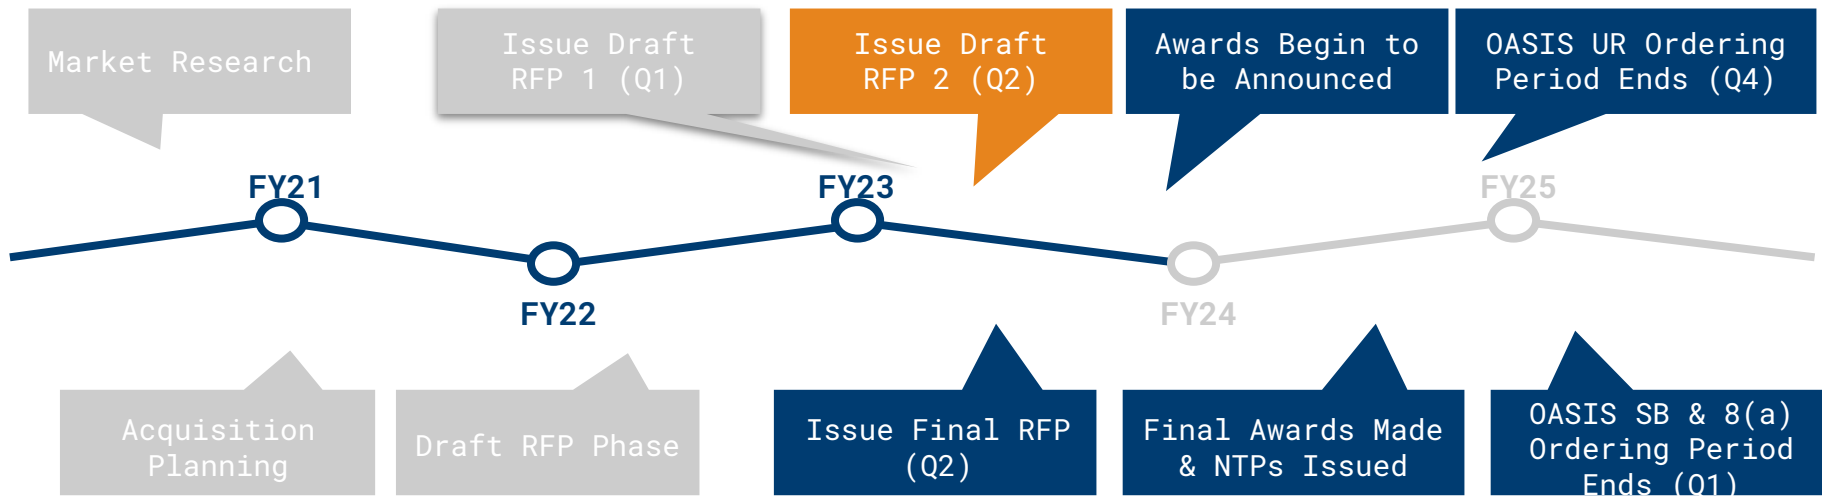 Market Research
Issue Draft
RFP 1 (Q1)
Issue Draft
RFP 2 (Q2)
Awards Begin to
be Announced
OASIS UR Ordering
Period Ends (Q4)
FY21
FY23
FY25
FY22
FY24
Acquisition
Planning
Draft RFP Phase
Issue Final RFP
(Q2)
Final Awards Made
& NTPs Issued
OASIS SB & 8(a)
Ordering Period
Ends (Q1)